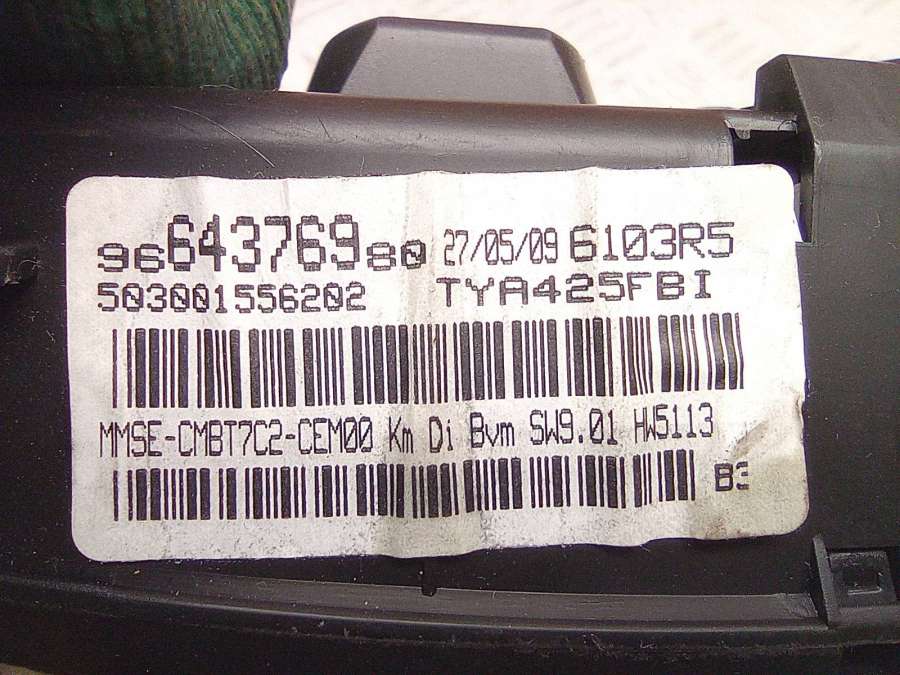 9664376980 27/05/09 6103R5
503001556202 TYA425FBI
MMSE-CMBT7C2-CEM00 Km Di Bvm SW9.01 HW5113
B3